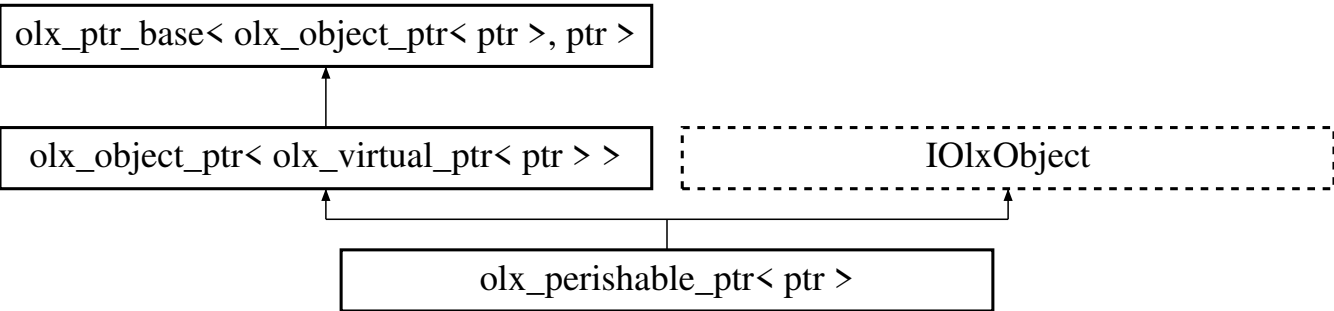 olx_ptr_base< olx_object_ptr< ptr >, ptr >
olx_object_ptr< olx_virtual_ptr< ptr > >
IOlxObject
olx_perishable_ptr< ptr >